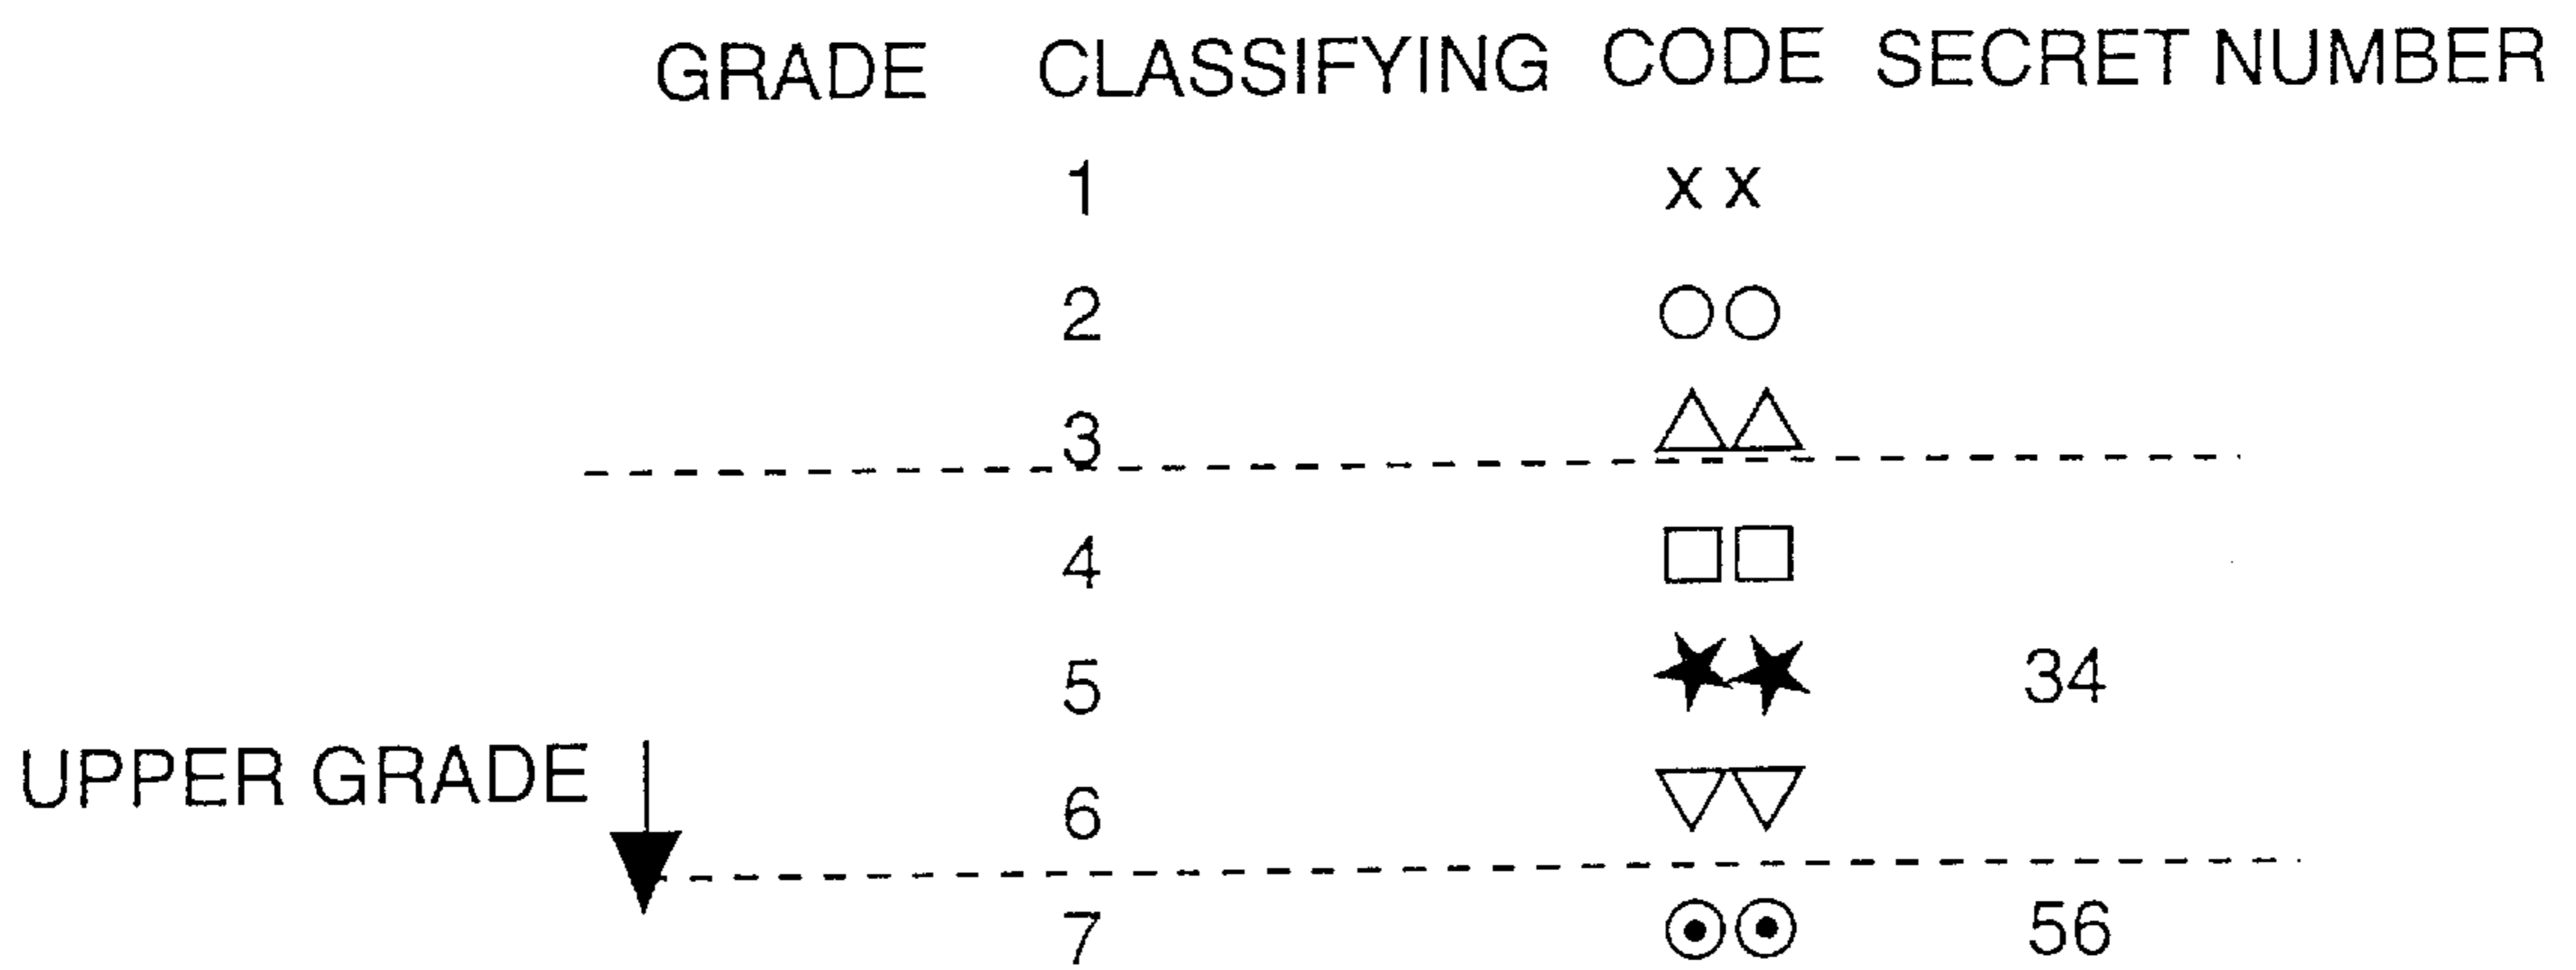 GRADE CLASSIFYING CODE SECRET NUMBER
1 x x
2 ○○
3 △△
4 □□
5 ★★ 34
UPPER GRADE
6 ▽▽
7 ◉◉ 56